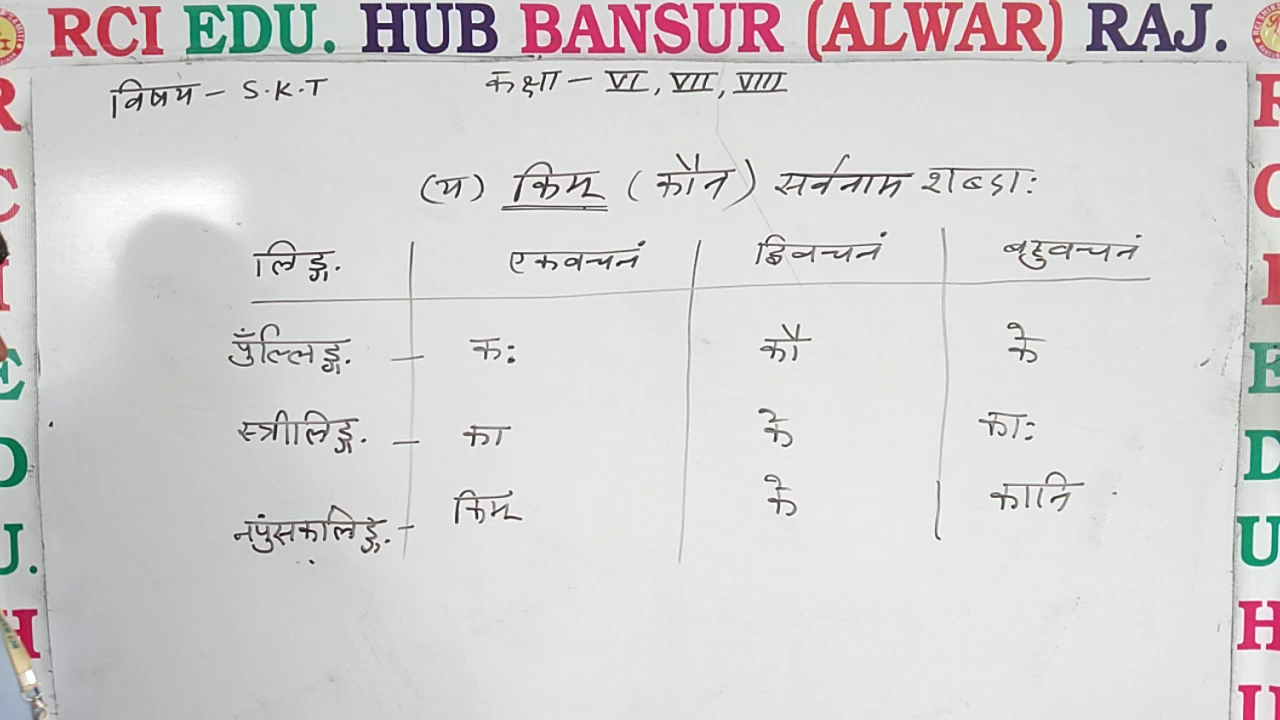 RCI EDU. HUB BANSUR (ALWAR) RAJ.
विषय - S.K.T कक्षा - VI, VII, VIII
(य) किम् (कौन) सर्वनाम शब्दाः
लिङ्ग. एकवचनं द्विवचनं बहुवचनं
पुँल्लिङ्ग. - कः कौ के
स्त्रीलिङ्ग. - का के काः
नपुंसकलिङ्ग. - किम् के कानि
R C I E D U. H
R C I E D U H U